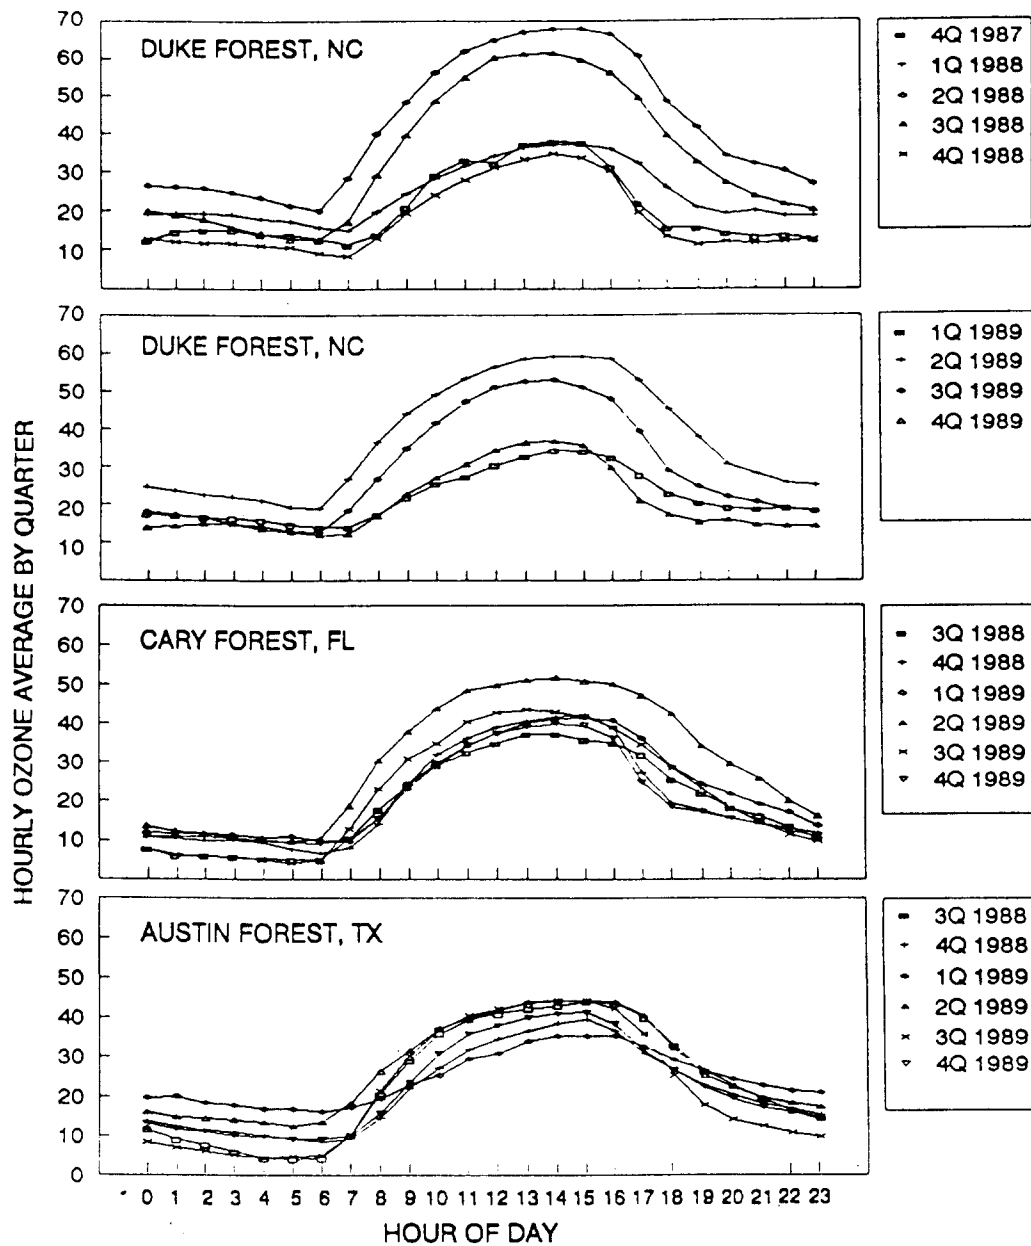 HOURLY OZONE AVERAGE BY QUARTER
70
60
50
40
30
20
10
DUKE FOREST, NC
4Q 1987
1Q 1988
2Q 1988
3Q 1988
4Q 1988
70
60
50
40
30
20
10
DUKE FOREST, NC
1Q 1989
2Q 1989
3Q 1989
4Q 1989
70
60
50
40
30
20
10
CARY FOREST, FL
3Q 1988
4Q 1988
1Q 1989
2Q 1989
3Q 1989
4Q 1989
70
60
50
40
30
20
10
0
AUSTIN FOREST, TX
3Q 1988
4Q 1988
1Q 1989
2Q 1989
3Q 1989
4Q 1989
0 1 2 3 4 5 6 7 8 9 10 11 12 13 14 15 16 17 18 19 20 21 22 23
HOUR OF DAY